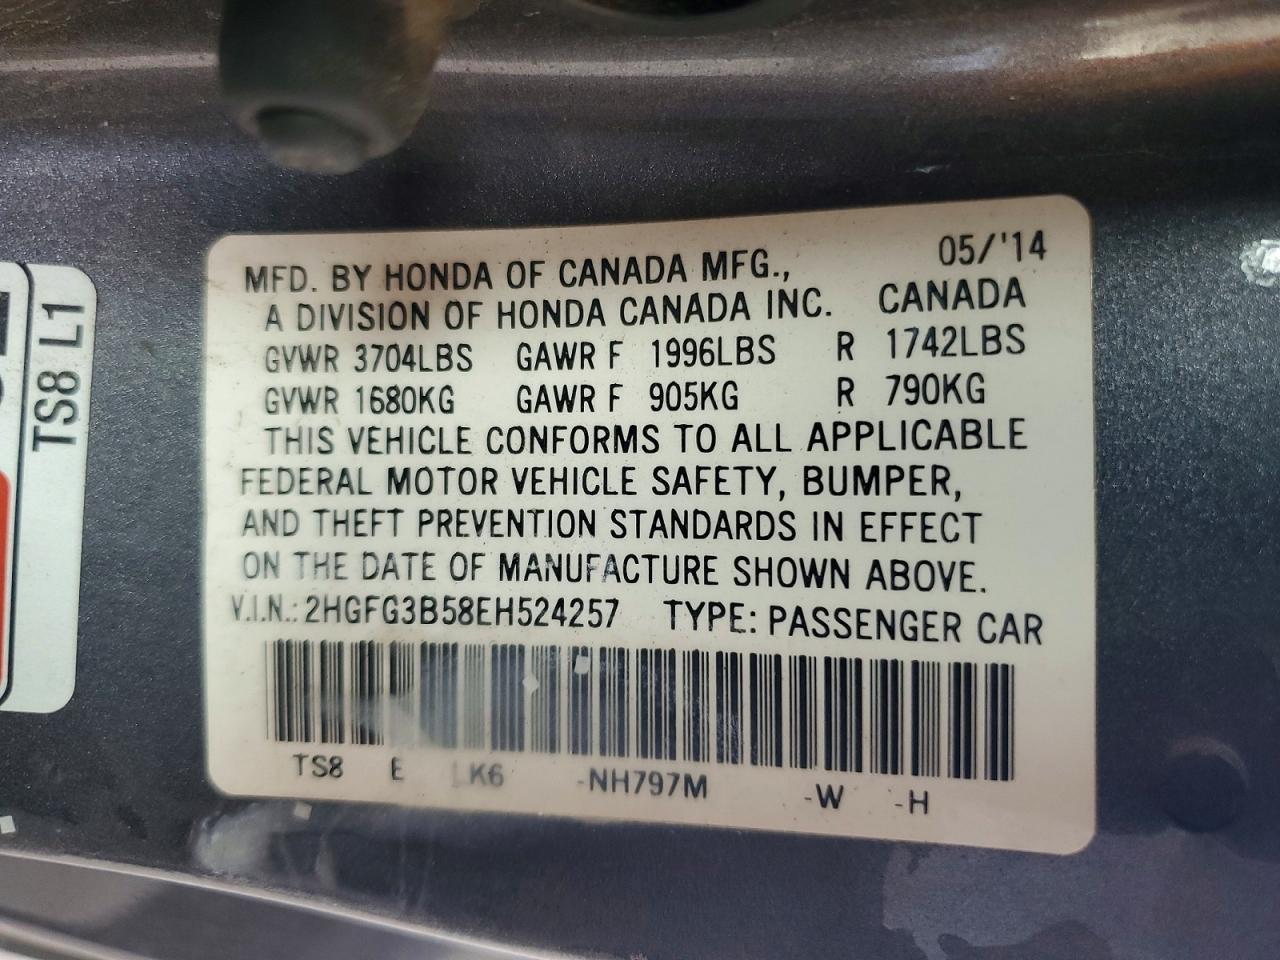 MFD. BY HONDA OF CANADA MFG., 05/'14
A DIVISION OF HONDA CANADA INC. CANADA
GVWR 3704LBS GAWR F 1996LBS R 1742LBS
GVWR 1680KG GAWR F 905KG R 790KG
THIS VEHICLE CONFORMS TO ALL APPLICABLE
FEDERAL MOTOR VEHICLE SAFETY, BUMPER,
AND THEFT PREVENTION STANDARDS IN EFFECT
ON THE DATE OF MANUFACTURE SHOWN ABOVE.
V.I.N.: 2HGFG3B58EH524257 TYPE: PASSENGER CAR
TS8 E LK6 -NH797M -W -H
TS8 L1